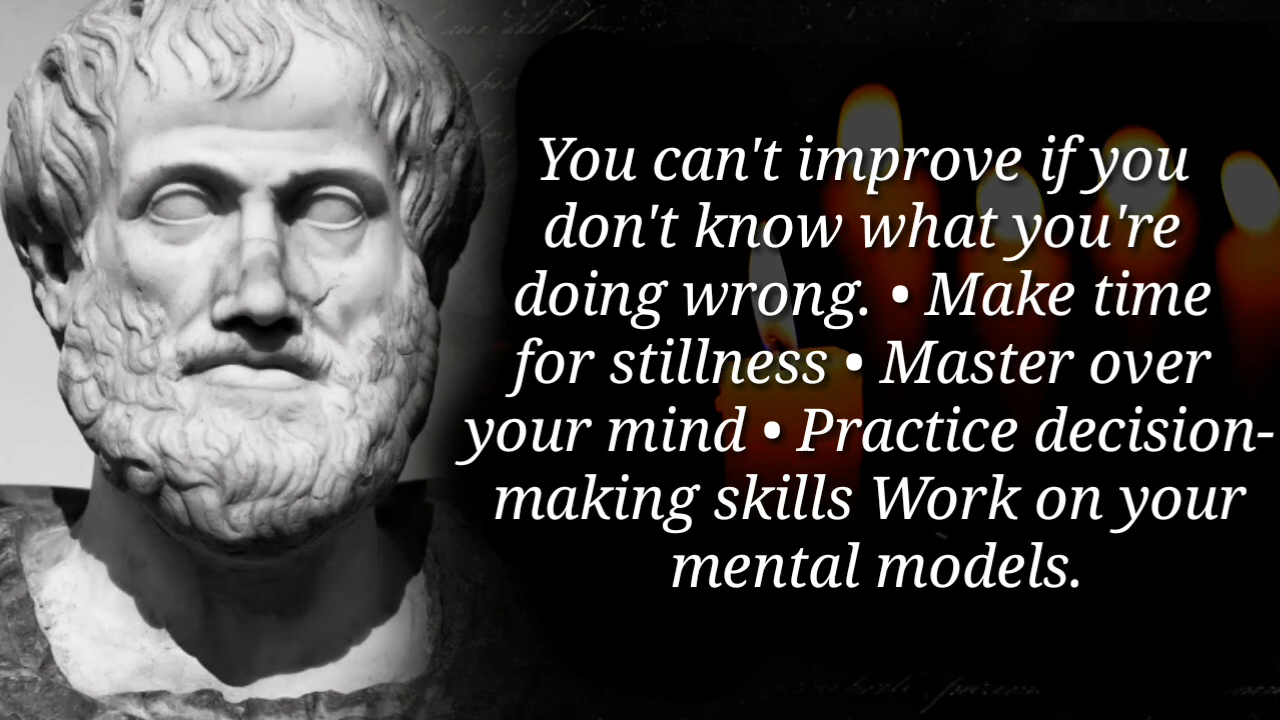 You can't improve if you
don't know what you're
doing wrong. • Make time
for stillness • Master over
your mind • Practice decision-
making skills Work on your
mental models.